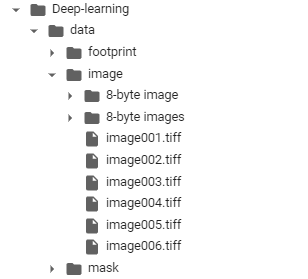 Deep-learning
data
footprint
image
8-byte image
8-byte images
image001.tiff
image002.tiff
image003.tiff
image004.tiff
image005.tiff
image006.tiff
mask